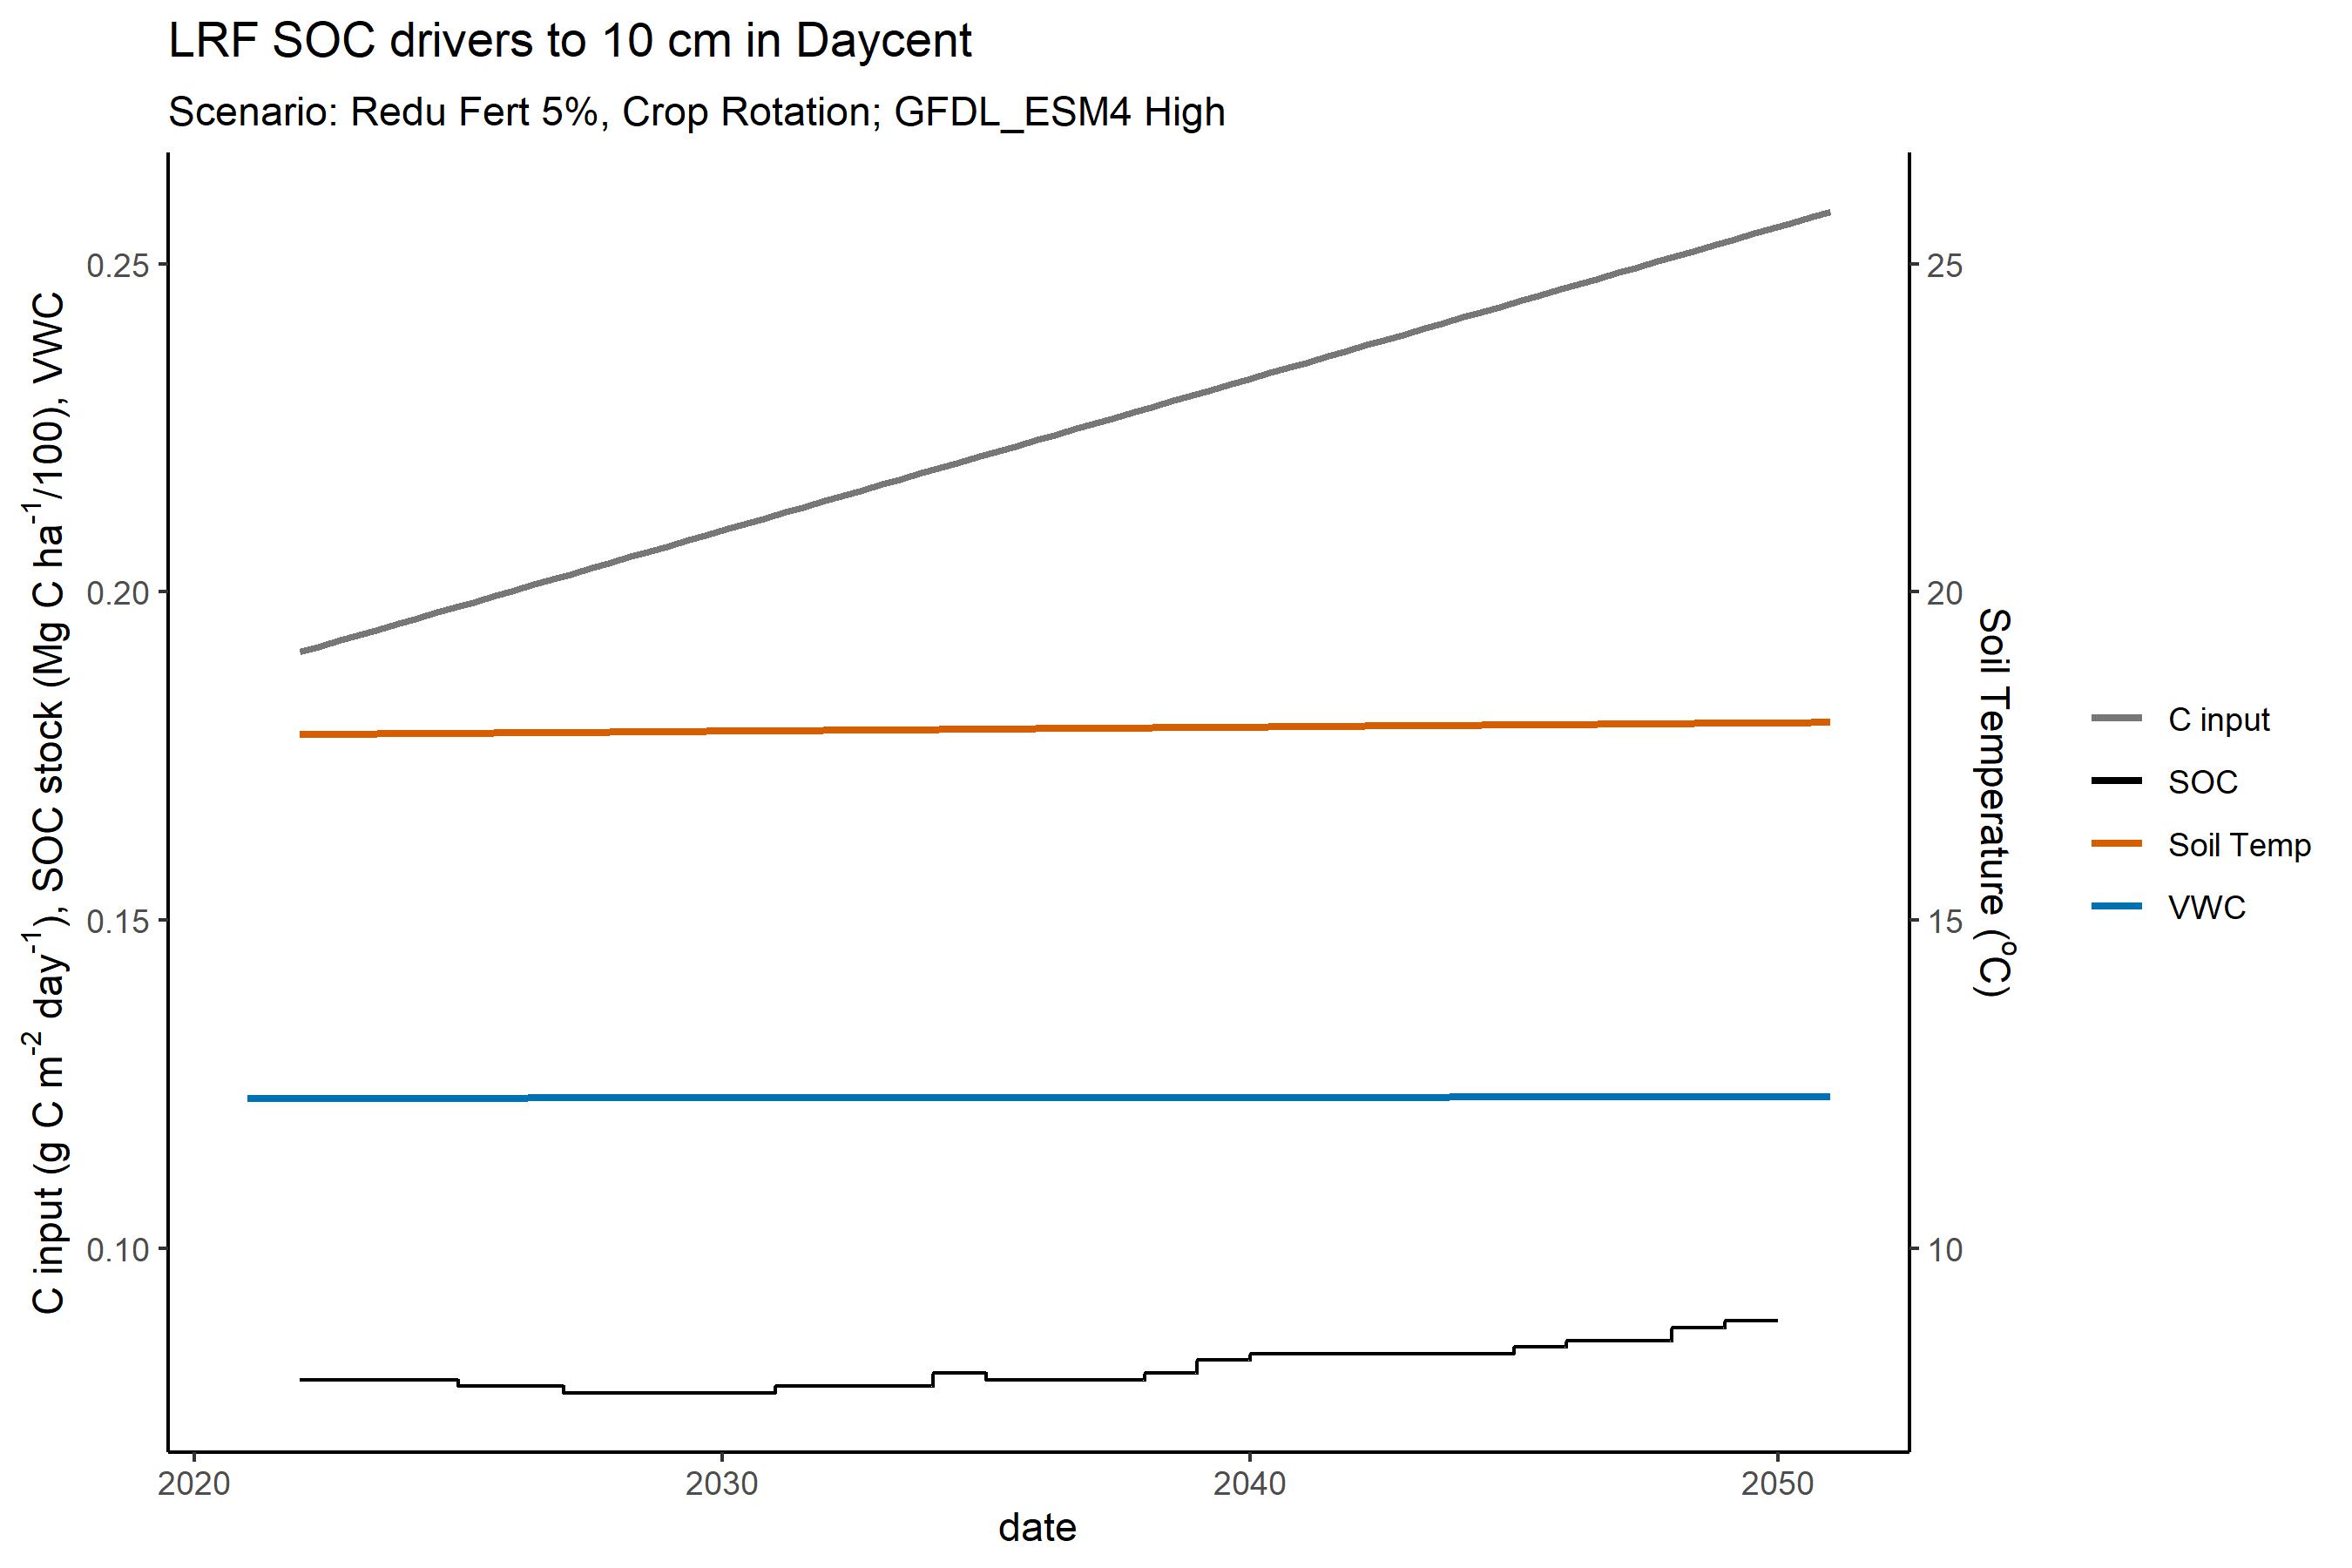 LRF SOC drivers to 10 cm in Daycent
Scenario: Redu Fert 5%, Crop Rotation; GFDL_ESM4 High
C input (g C m⁻² day⁻¹), SOC stock (Mg C ha⁻¹/100), VWC
0.25
0.20
0.15
0.10
25
20
15
10
Soil Temperature (ºC)
C input
SOC
Soil Temp
VWC
2020
2030
2040
2050
date